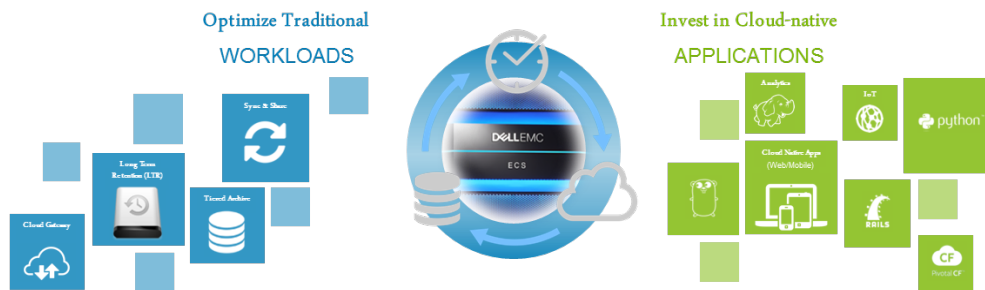 Optimize Traditional
WORKLOADS
Sync & Share
Long Term
Retention (LTR)
Tiered Archive
Cloud Gateway
DELLEMC
ECS
Invest in Cloud-native
APPLICATIONS
Analytics
IoT
python
Cloud Native Apps
(Web/Mobile)
RAILS
CF
Pivotal CF